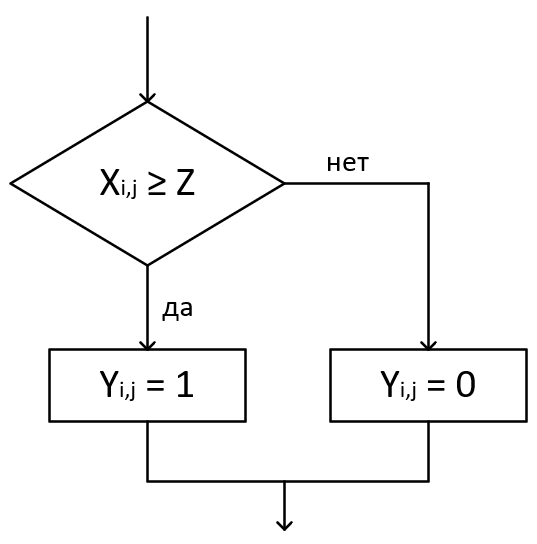 Xi,j ≥ Z
нет
да
Yi,j = 1
Yi,j = 0